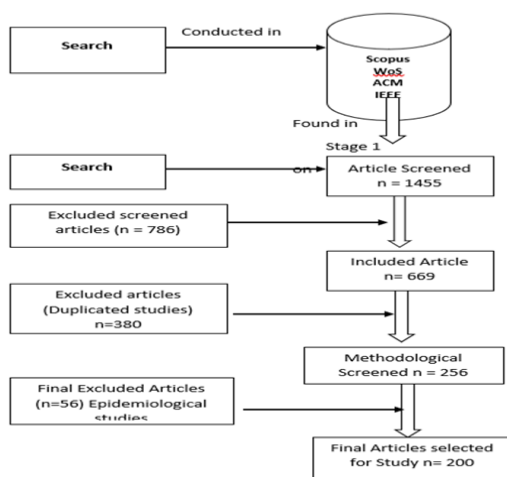 Search
Conducted in
Scopus
WoS
ACM
IEEE
Found in
Stage 1
Search
on
Article Screened
n = 1455
Excluded screened
articles (n = 786)
Included Article
n= 669
Excluded articles
(Duplicated studies)
n=380
Methodological
Screened n = 256
Final Excluded Articles
(n=56) Epidemiological
studies
Final Articles selected
for Study n= 200